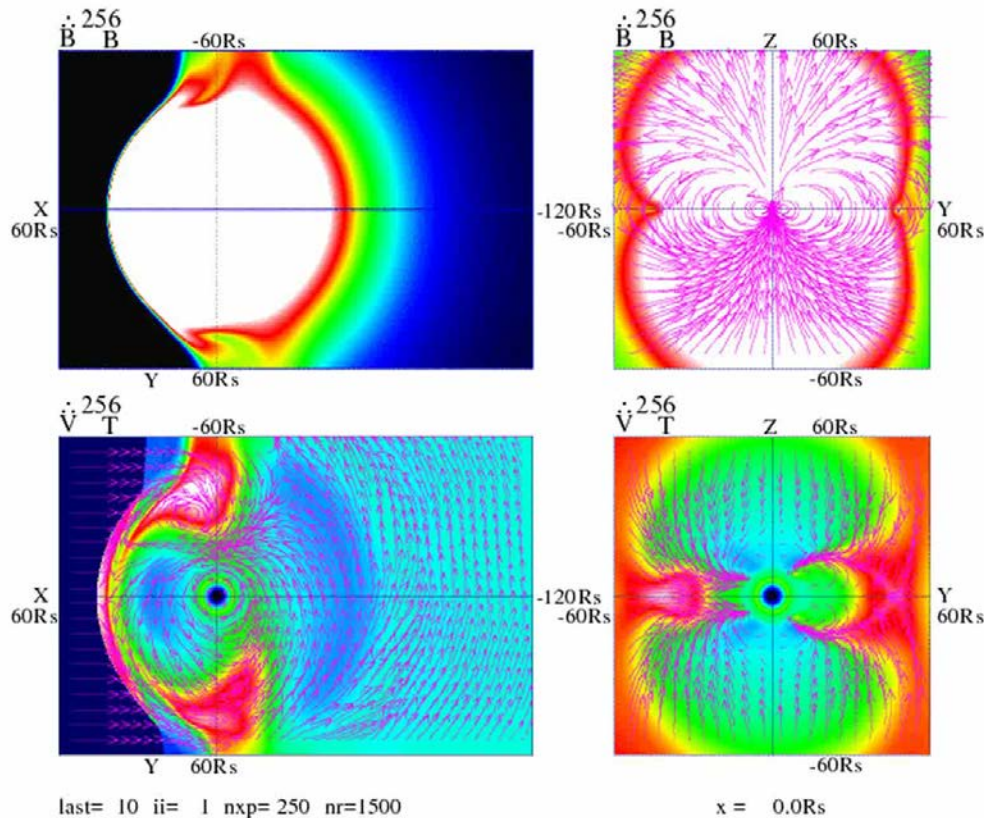 ∴256 ∴256
B̈ B -60Rs B̈ B Z 60Rs
X Y
60Rs -120Rs 60Rs
-60Rs
Y 60Rs -60Rs
∴256 ∴256
V̈ T -60Rs V̈ T Z 60Rs
X Y
60Rs -120Rs 60Rs
-60Rs
Y 60Rs -60Rs
last= 10 ii= 1 nxp= 250 nr=1500 x = 0.0Rs